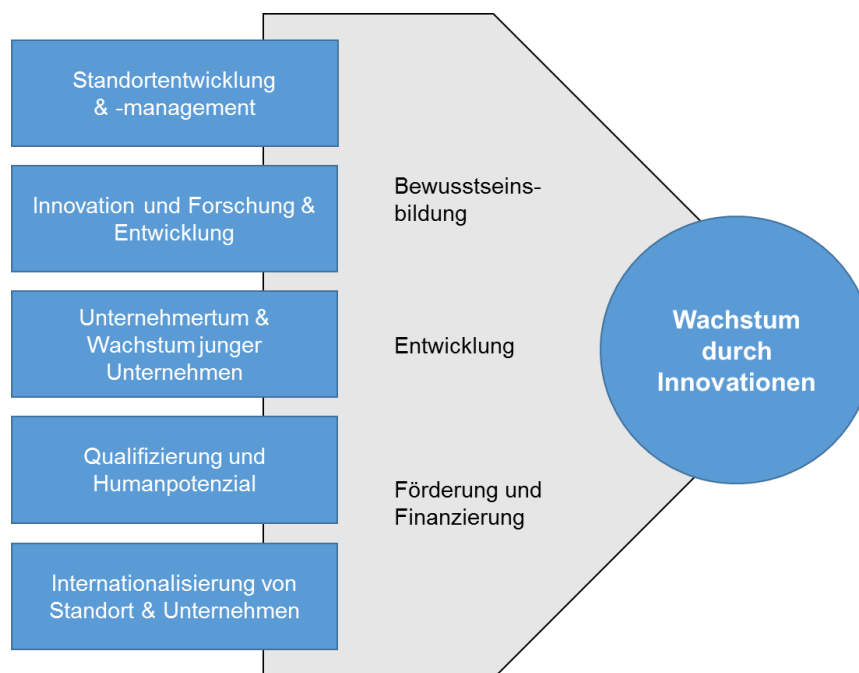 Standortentwicklung
& -management
Innovation und Forschung &
Entwicklung
Unternehmertum &
Wachstum junger
Unternehmen
Qualifizierung und
Humanpotenzial
Internationalisierung von
Standort & Unternehmen
Bewusstseins-
bildung
Entwicklung
Förderung und
Finanzierung
Wachstum
durch
Innovationen